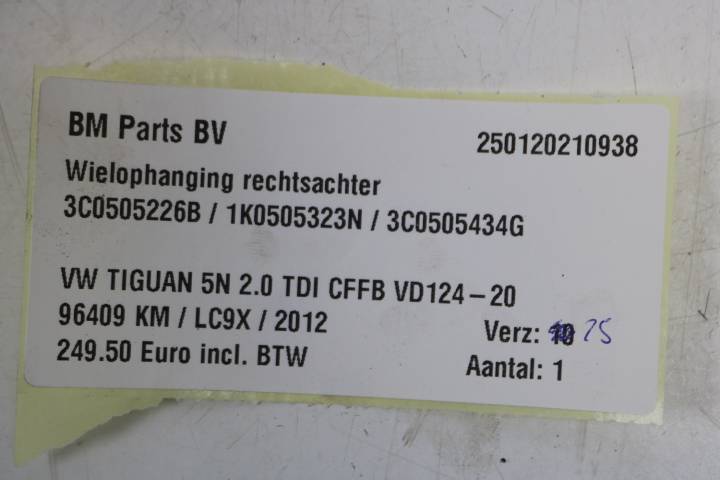 BM Parts BV
250120210938
Wielophanging rechtsachter
3C0505226B / 1K0505323N / 3C0505434G
VW TIGUAN 5N 2.0 TDI CFFB VD124-20
96409 KM / LC9X / 2012
Verz: 10 25
249.50 Euro incl. BTW
Aantal: 1